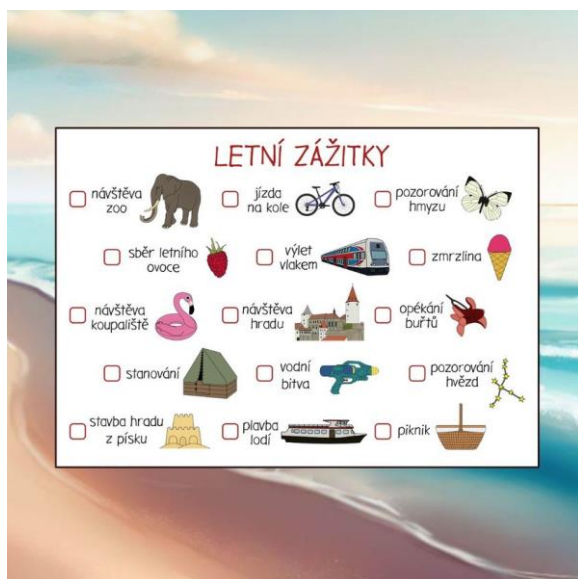 LETNÍ ZÁŽITKY
návštěva
zoo
jízda
na kole
pozorování
hmyzu
sběr letního
ovoce
výlet
vlakem
zmrzlina
návštěva
koupaliště
návštěva
hradu
opékání
buřtů
stanování
vodní
bitva
pozorování
hvězd
stavba hradu
z písku
plavba
lodí
piknik